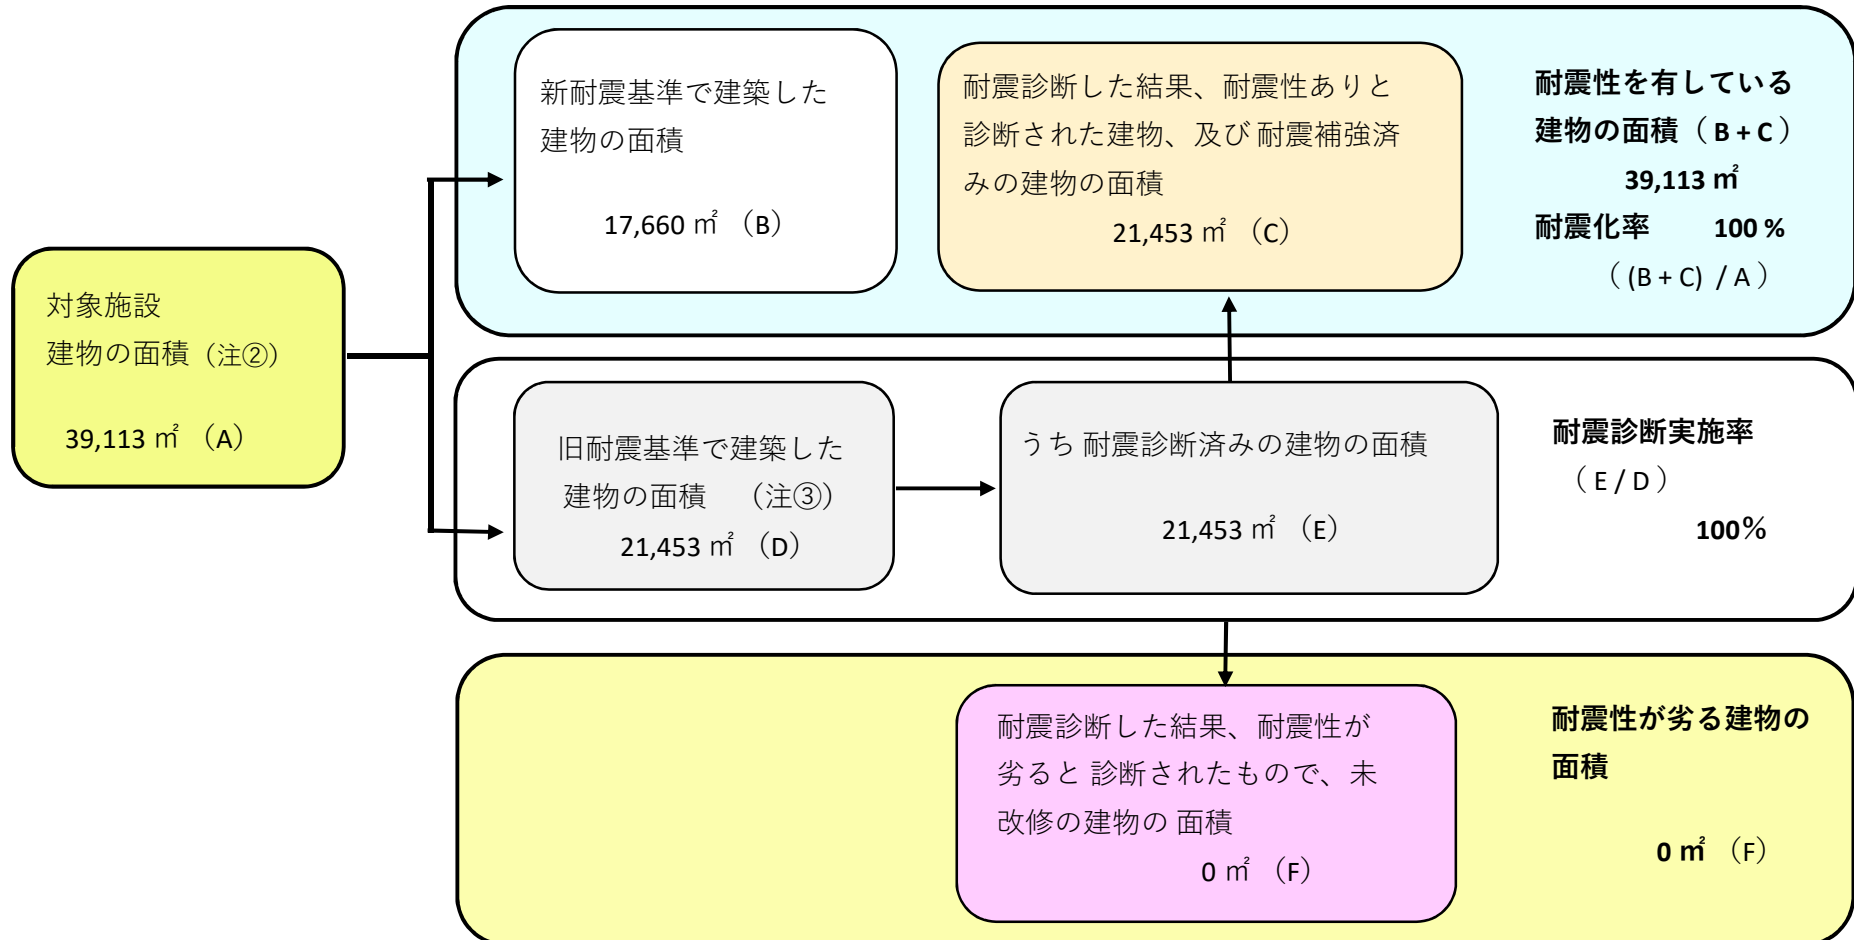 対象施設
建物の面積（注②）
39,113 ㎡ （A）
新耐震基準で建築した
建物の面積
17,660 ㎡ （B）
耐震診断した結果、耐震性ありと
診断された建物、及び 耐震補強済
みの建物の面積
21,453 ㎡ （C）
耐震性を有している
建物の面積（ B + C ）
39,113 ㎡
耐震化率 100 %
（ (B + C) / A ）
旧耐震基準で建築した
建物の面積 （注③）
21,453 ㎡ （D）
うち 耐震診断済みの建物の面積
21,453 ㎡ （E）
耐震診断実施率
（ E / D ）
100％
耐震診断した結果、耐震性が
劣ると 診断されたもので、未
改修の建物の 面積
0 ㎡ （F）
耐震性が劣る建物の
面積
0 ㎡ （F）